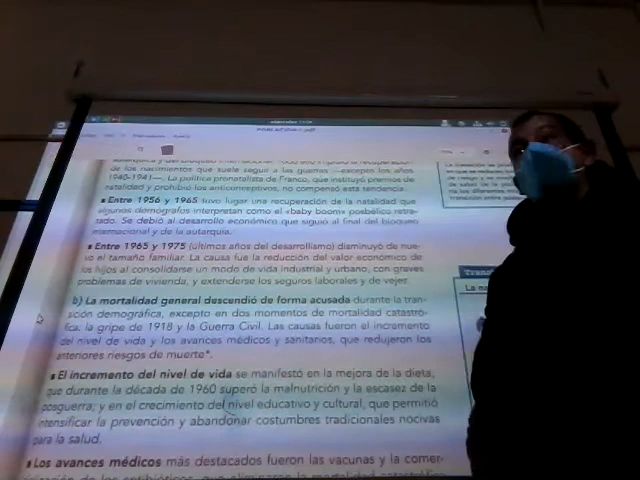 POBLACIÓN I.pdf
de los nacimientos que suele seguir a las guerras —excepto los años
1945-1941—. La política pronatalista de Franco, que instituyó premios de
natalidad y prohibió los anticonceptivos, no compensó esta tendencia.
▪ Entre 1956 y 1965 tuvo lugar una recuperación de la natalidad que
algunos demógrafos interpretan como el «baby boom» posbélico retra-
sado. Se debió al desarrollo económico que siguió al final del bloqueo
internacional y de la autarquía.
▪ Entre 1965 y 1975 (últimos años del desarrollismo) disminuyó de nue-
vo el tamaño familiar. La causa fue la reducción del valor económico de
los hijos al consolidarse un modo de vida industrial y urbano, con graves
problemas de vivienda, y extenderse los seguros laborales y de vejez.
b) La mortalidad general descendió de forma acusada durante la tran-
sición demográfica, excepto en dos momentos de mortalidad catastró-
fica, la gripe de 1918 y la Guerra Civil. Las causas fueron el incremento
del nivel de vida y los avances médicos y sanitarios, que redujeron los
anteriores riesgos de muerte*.
▪ El incremento del nivel de vida se manifestó en la mejora de la dieta,
que durante la década de 1960 superó la malnutrición y la escasez de la
posguerra; y en el crecimiento del nivel educativo y cultural, que permitió
intensificar la prevención y abandonar costumbres tradicionales nocivas
para la salud.
▪ Los avances médicos más destacados fueron las vacunas y la comer-